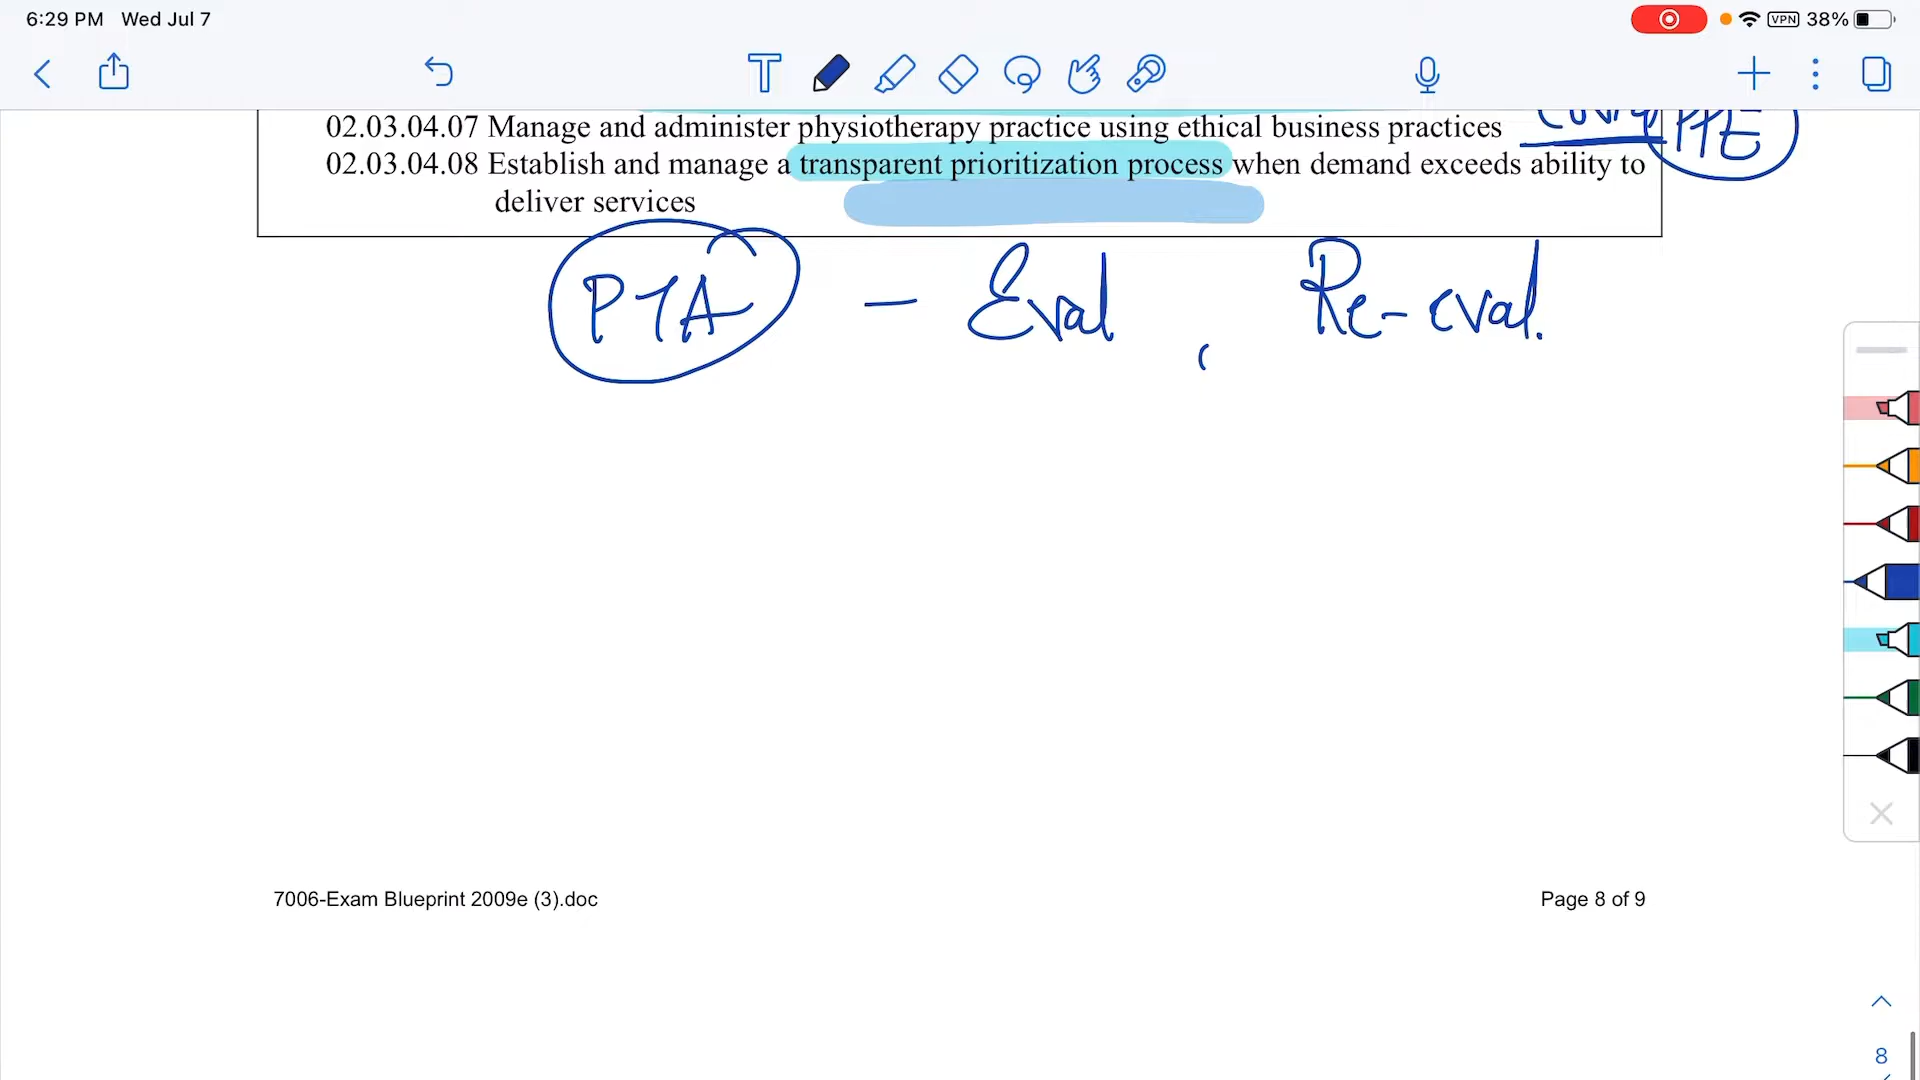 6:29 PM Wed Jul 7
VPN 38%
02.03.04.07 Manage and administer physiotherapy practice using ethical business practices
PPE
02.03.04.08 Establish and manage a transparent prioritization process when demand exceeds ability to
deliver services
PTA - Eval , Re-eval.
7006-Exam Blueprint 2009e (3).doc
Page 8 of 9
8